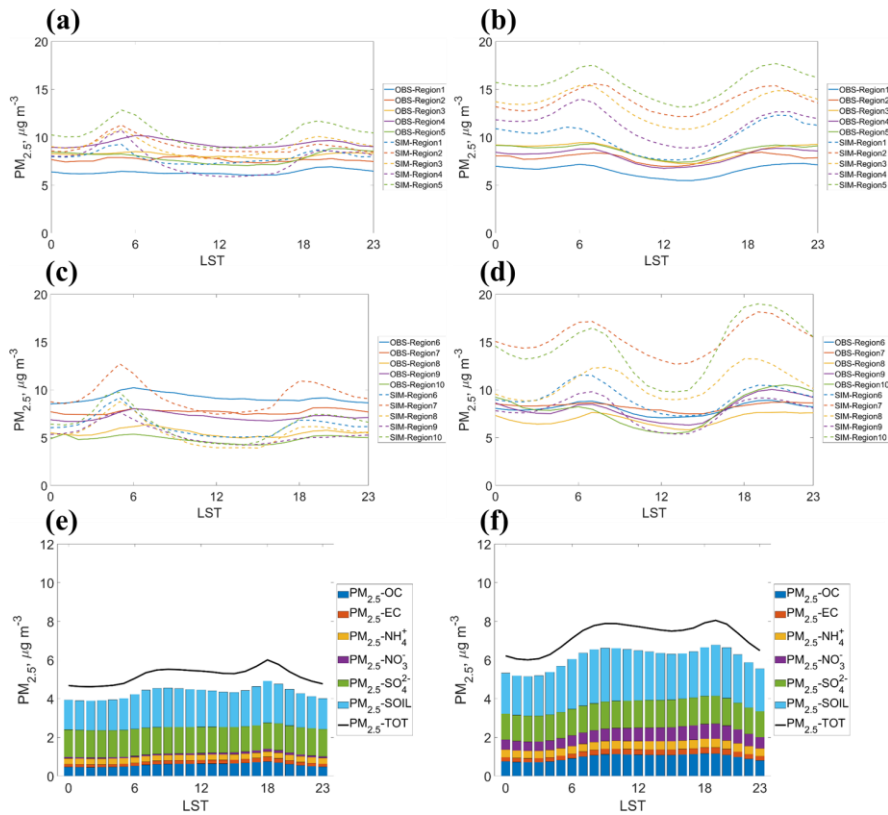 (a)
20
15
10
5
0
PM2.5, μg m-3
0 6 12 18 23
LST
OBS-Region1
OBS-Region2
OBS-Region3
OBS-Region4
OBS-Region5
SIM-Region1
SIM-Region2
SIM-Region3
SIM-Region4
SIM-Region5
(b)
20
15
10
5
0
PM2.5, μg m-3
0 6 12 18 23
LST
OBS-Region1
OBS-Region2
OBS-Region3
OBS-Region4
OBS-Region5
SIM-Region1
SIM-Region2
SIM-Region3
SIM-Region4
SIM-Region5
(c)
20
15
10
5
0
PM2.5, μg m-3
0 6 12 18 23
LST
OBS-Region6
OBS-Region7
OBS-Region8
OBS-Region9
OBS-Region10
SIM-Region6
SIM-Region7
SIM-Region8
SIM-Region9
SIM-Region10
(d)
20
15
10
5
0
PM2.5, μg m-3
0 6 12 18 23
LST
OBS-Region6
OBS-Region7
OBS-Region8
OBS-Region9
OBS-Region10
SIM-Region6
SIM-Region7
SIM-Region8
SIM-Region9
SIM-Region10
(e)
12
10
8
6
4
2
0
PM2.5, μg m-3
0 6 12 18 23
LST
PM2.5-OC
PM2.5-EC
PM2.5-NH4+
PM2.5-NO3-
PM2.5-SO42-
PM2.5-SOIL
PM2.5-TOT
(f)
12
10
8
6
4
2
0
PM2.5, μg m-3
0 6 12 18 23
LST
PM2.5-OC
PM2.5-EC
PM2.5-NH4+
PM2.5-NO3-
PM2.5-SO42-
PM2.5-SOIL
PM2.5-TOT